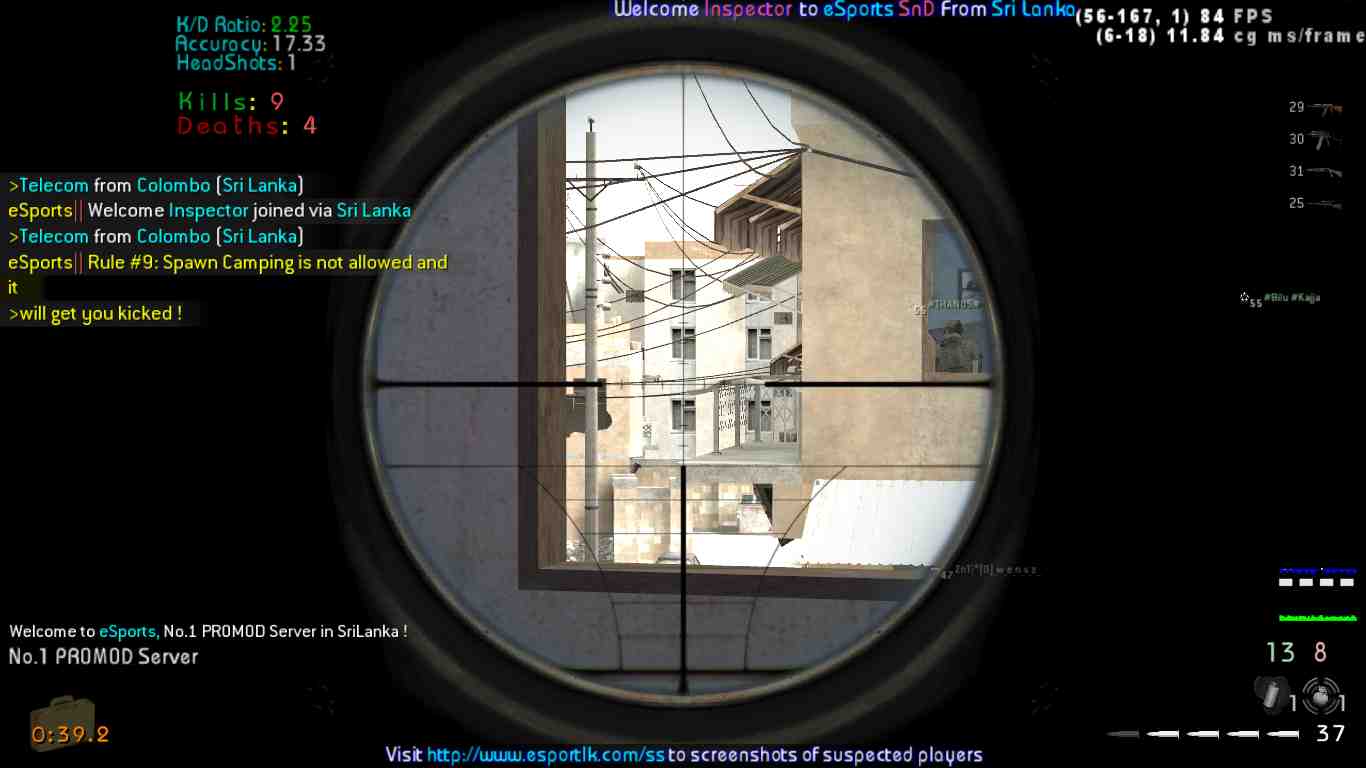 Welcome Inspector to eSports SnD From Sri Lanka
(56-167, 1) 84 FPS
(6-18) 11.84 cg ms/frame
K/D Ratio: 2.25
Accuracy: 17.33
HeadShots: 1
Kills: 9
Deaths: 4
29
30
31
25
>Telecom from Colombo (Sri Lanka)
eSports|| Welcome Inspector joined via Sri Lanka
>Telecom from Colombo (Sri Lanka)
eSports|| Rule #9: Spawn Camping is not allowed and
it
>will get you kicked !
55 #Bilu #Kajja
55 #THANOS#
47
Welcome to eSports, No.1 PROMOD Server in SriLanka !
No.1 PROMOD Server
13 8
1 1
0:39.2
37
Visit http://www.esportlk.com/ss to screenshots of suspected players